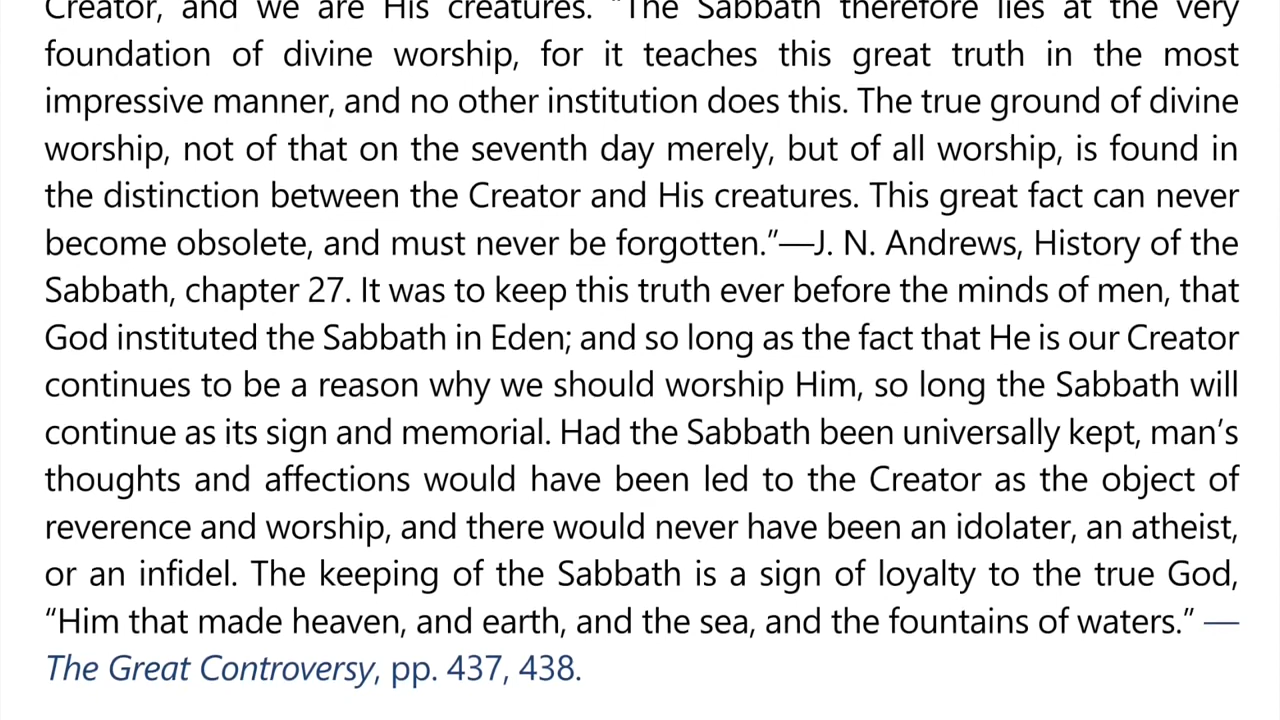 Creator, and we are His creatures. “The Sabbath therefore lies at the very
foundation of divine worship, for it teaches this great truth in the most
impressive manner, and no other institution does this. The true ground of divine
worship, not of that on the seventh day merely, but of all worship, is found in
the distinction between the Creator and His creatures. This great fact can never
become obsolete, and must never be forgotten.”—J. N. Andrews, History of the
Sabbath, chapter 27. It was to keep this truth ever before the minds of men, that
God instituted the Sabbath in Eden; and so long as the fact that He is our Creator
continues to be a reason why we should worship Him, so long the Sabbath will
continue as its sign and memorial. Had the Sabbath been universally kept, man’s
thoughts and affections would have been led to the Creator as the object of
reverence and worship, and there would never have been an idolater, an atheist,
or an infidel. The keeping of the Sabbath is a sign of loyalty to the true God,
“Him that made heaven, and earth, and the sea, and the fountains of waters.” —
The Great Controversy, pp. 437, 438.